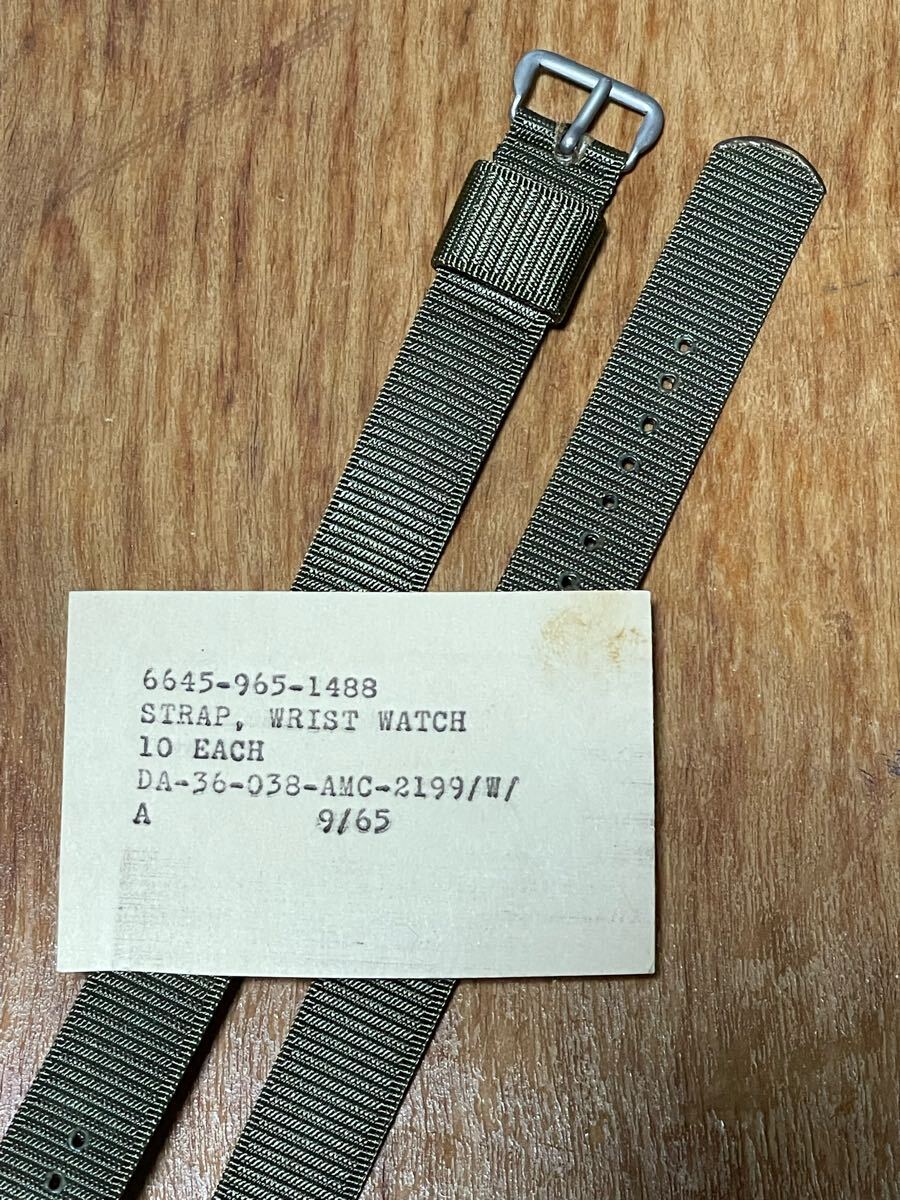 6645-965-1488
STRAP, WRIST WATCH
10 EACH
DA-36-038-AMC-2199/W/
A 9/65